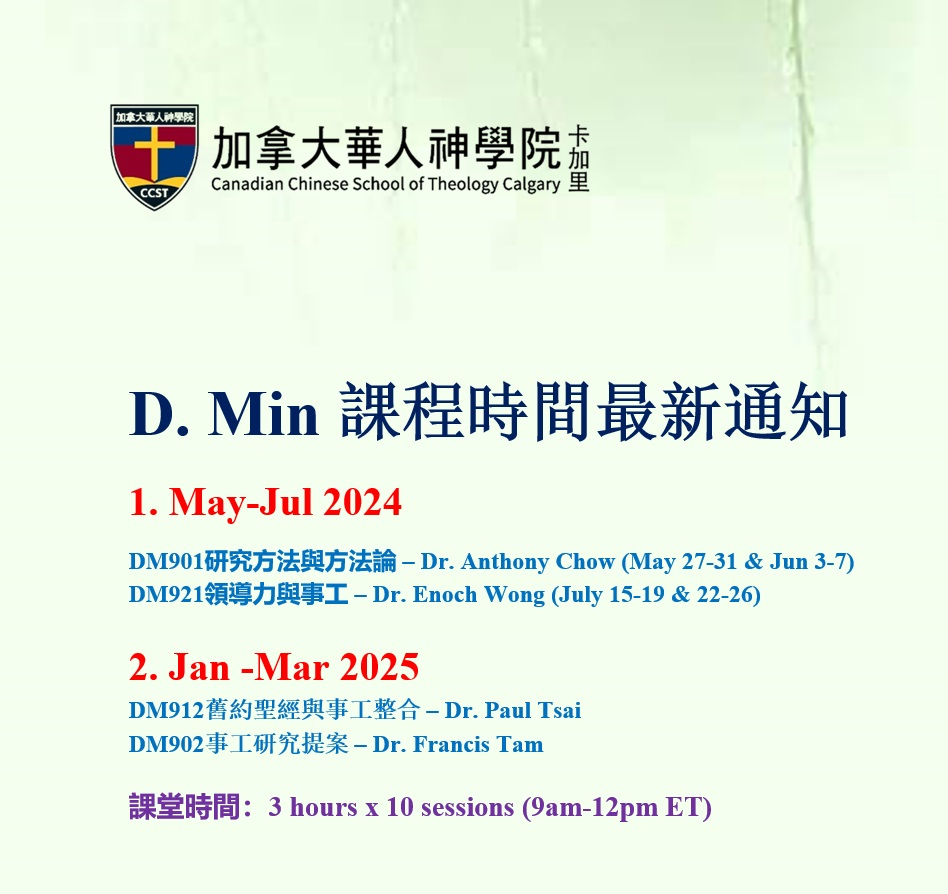 加拿大華人神學院
CCST
加拿大華人神學院 卡加里
Canadian Chinese School of Theology Calgary
D. Min 課程時間最新通知
1. May-Jul 2024
DM901研究方法與方法論 – Dr. Anthony Chow (May 27-31 & Jun 3-7)
DM921領導力與事工 – Dr. Enoch Wong (July 15-19 & 22-26)
2. Jan -Mar 2025
DM912舊約聖經與事工整合 – Dr. Paul Tsai
DM902事工研究提案 – Dr. Francis Tam
課堂時間：3 hours x 10 sessions (9am-12pm ET)